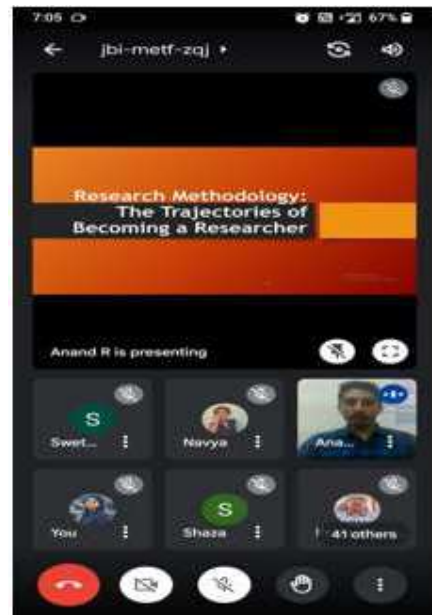 7:05 67%
jbi-metf-zqj
Research Methodology:
The Trajectories of
Becoming a Researcher
Anand R is presenting
S
Swet... Navya Ana...
S
You Shaza 41 others